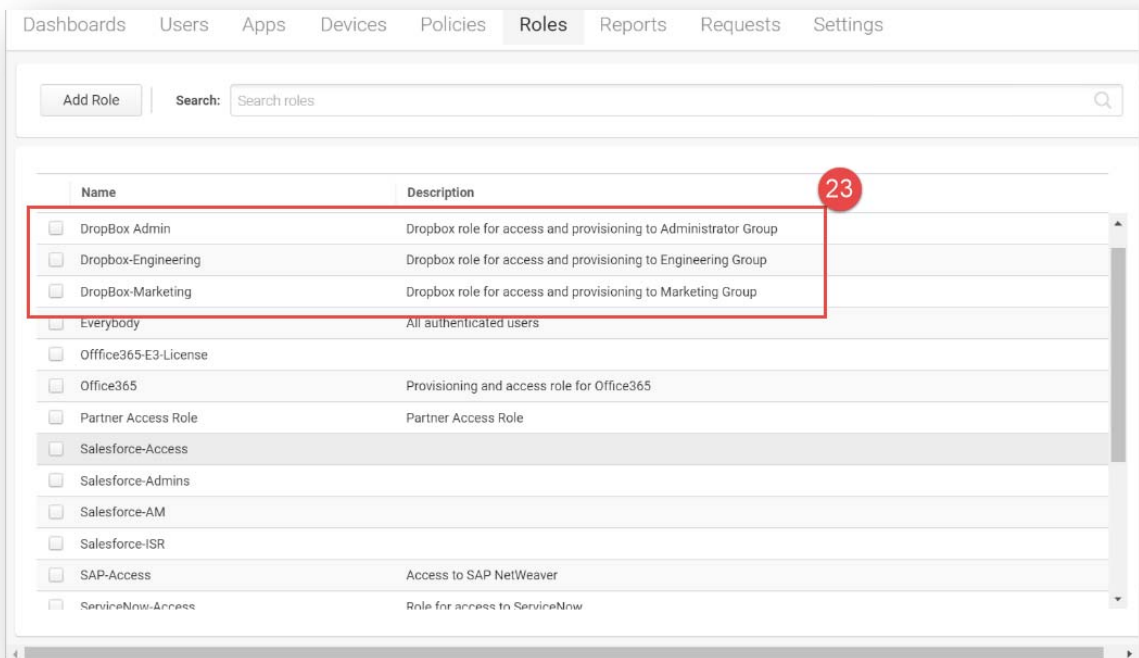 Dashboards Users Apps Devices Policies Roles Reports Requests Settings
Add Role Search: Search roles
Name Description 23
DropBox Admin Dropbox role for access and provisioning to Administrator Group
Dropbox-Engineering Dropbox role for access and provisioning to Engineering Group
DropBox-Marketing Dropbox role for access and provisioning to Marketing Group
Everybody All authenticated users
Offfice365-E3-License
Office365 Provisioning and access role for Office365
Partner Access Role Partner Access Role
Salesforce-Access
Salesforce-Admins
Salesforce-AM
Salesforce-ISR
SAP-Access Access to SAP NetWeaver
ServiceNow-Access Role for access to ServiceNow